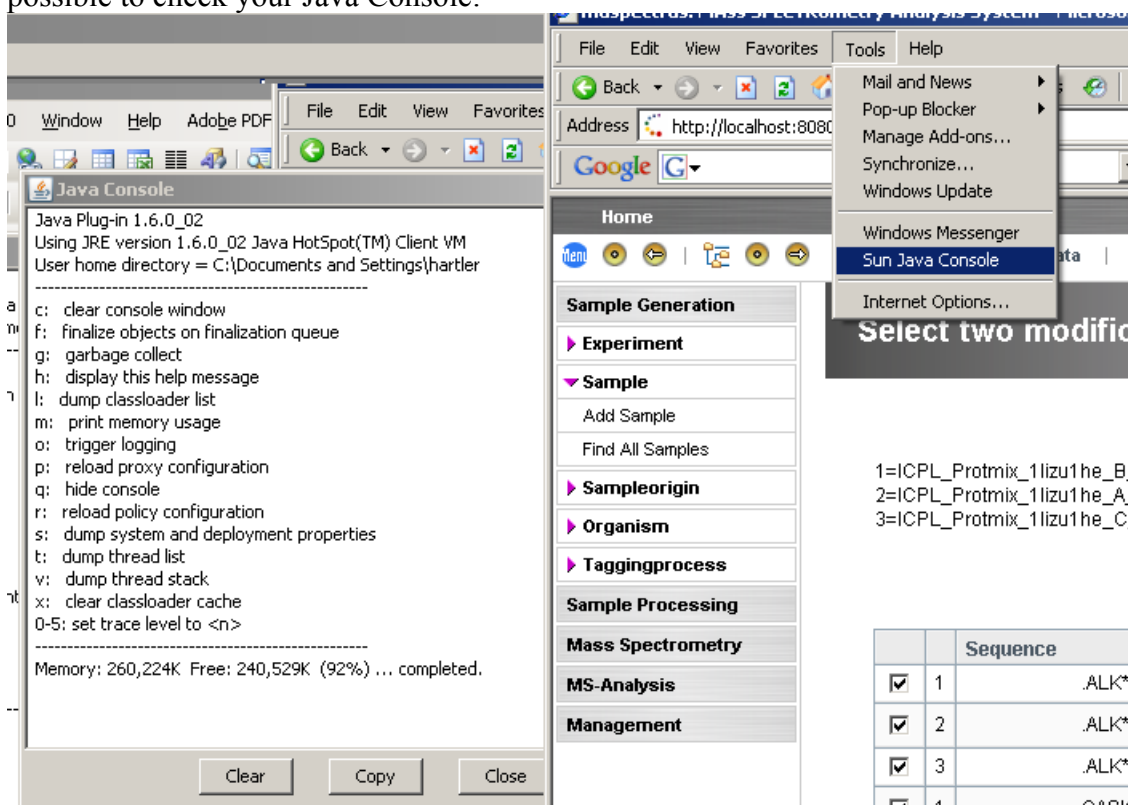 possible to check your Java Console.
Window Help Adobe PDF
File Edit View Favorites
Back
Java Console
Java Plug-in 1.6.0_02
Using JRE version 1.6.0_02 Java HotSpot(TM) Client VM
User home directory = C:\Documents and Settings\hartler
----------------------------------------------------
c: clear console window
f: finalize objects on finalization queue
g: garbage collect
h: display this help message
l: dump classloader list
m: print memory usage
o: trigger logging
p: reload proxy configuration
q: hide console
r: reload policy configuration
s: dump system and deployment properties
t: dump thread list
v: dump thread stack
x: clear classloader cache
0-5: set trace level to <n>
----------------------------------------------------
Memory: 260,224K Free: 240,529K (92%) ... completed.
Clear Copy Close
maspectras: MAss SPECTRometry Analysis System - Microso
File Edit View Favorites Tools Help
Back
Address http://localhost:8080
Google G
Mail and News
Pop-up Blocker
Manage Add-ons...
Synchronize...
Windows Update
Windows Messenger
Sun Java Console
Internet Options...
Home
Menu
ata |
Sample Generation
Experiment
Sample
Add Sample
Find All Samples
Sampleorigin
Organism
Taggingprocess
Sample Processing
Mass Spectrometry
MS-Analysis
Management
Select two modific
1=ICPL_Protmix_1lizu1he_B_
2=ICPL_Protmix_1lizu1he_A_
3=ICPL_Protmix_1lizu1he_C
Sequence
1 .ALK*
2 .ALK*
3 .ALK*